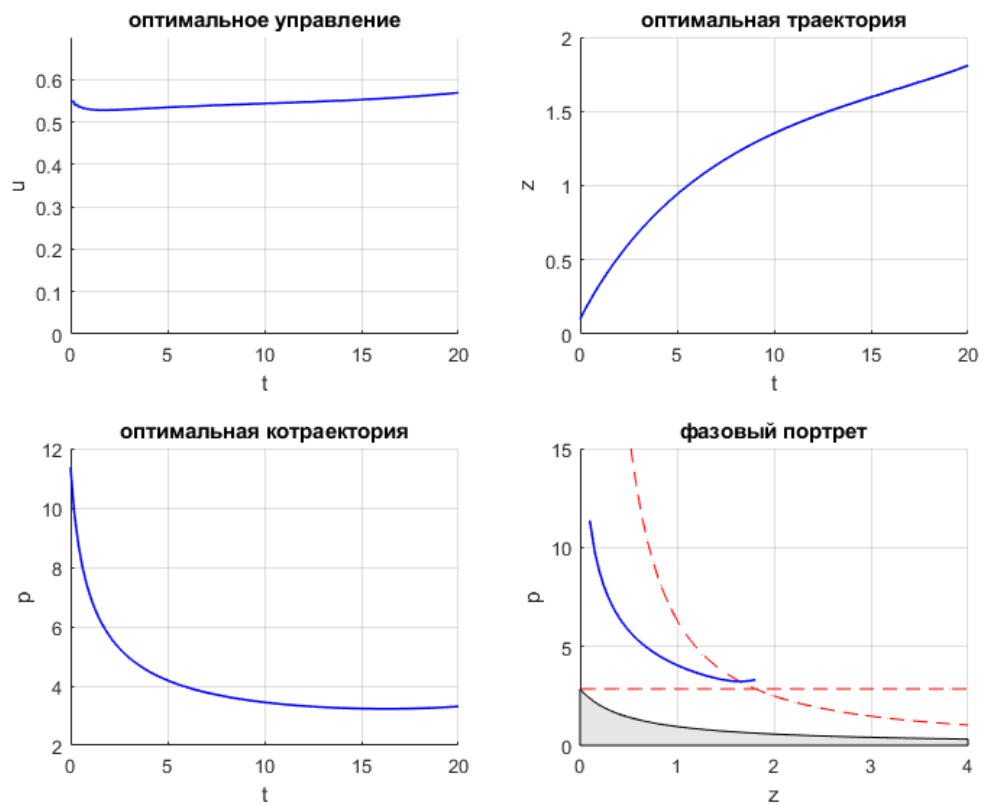 оптимальное управление
0.6
0.5
0.4
0.3
0.2
0.1
0
u
0 5 10 15 20
t
оптимальная траектория
2
1.5
1
0.5
0
z
0 5 10 15 20
t
оптимальная котраектория
12
10
8
6
4
2
p
0 5 10 15 20
t
фазовый портрет
15
10
5
0
p
0 1 2 3 4
z